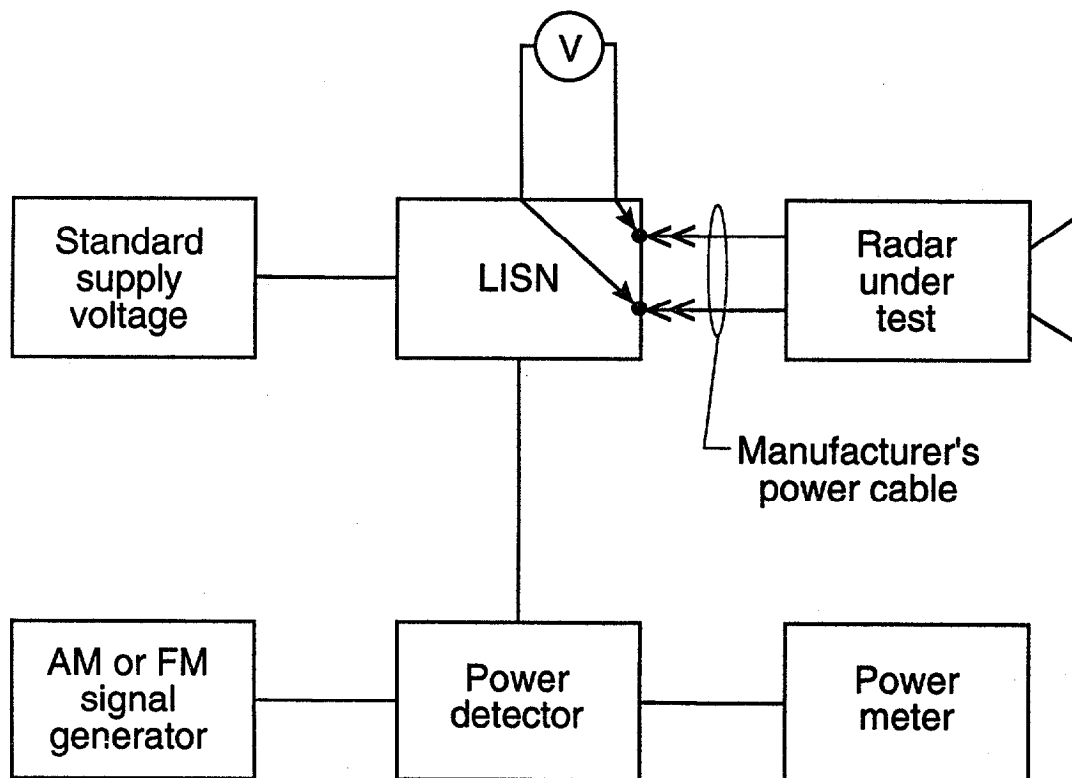 V
Standard
supply
voltage
LISN
Radar
under
test
Manufacturer's
power cable
AM or FM
signal
generator
Power
detector
Power
meter